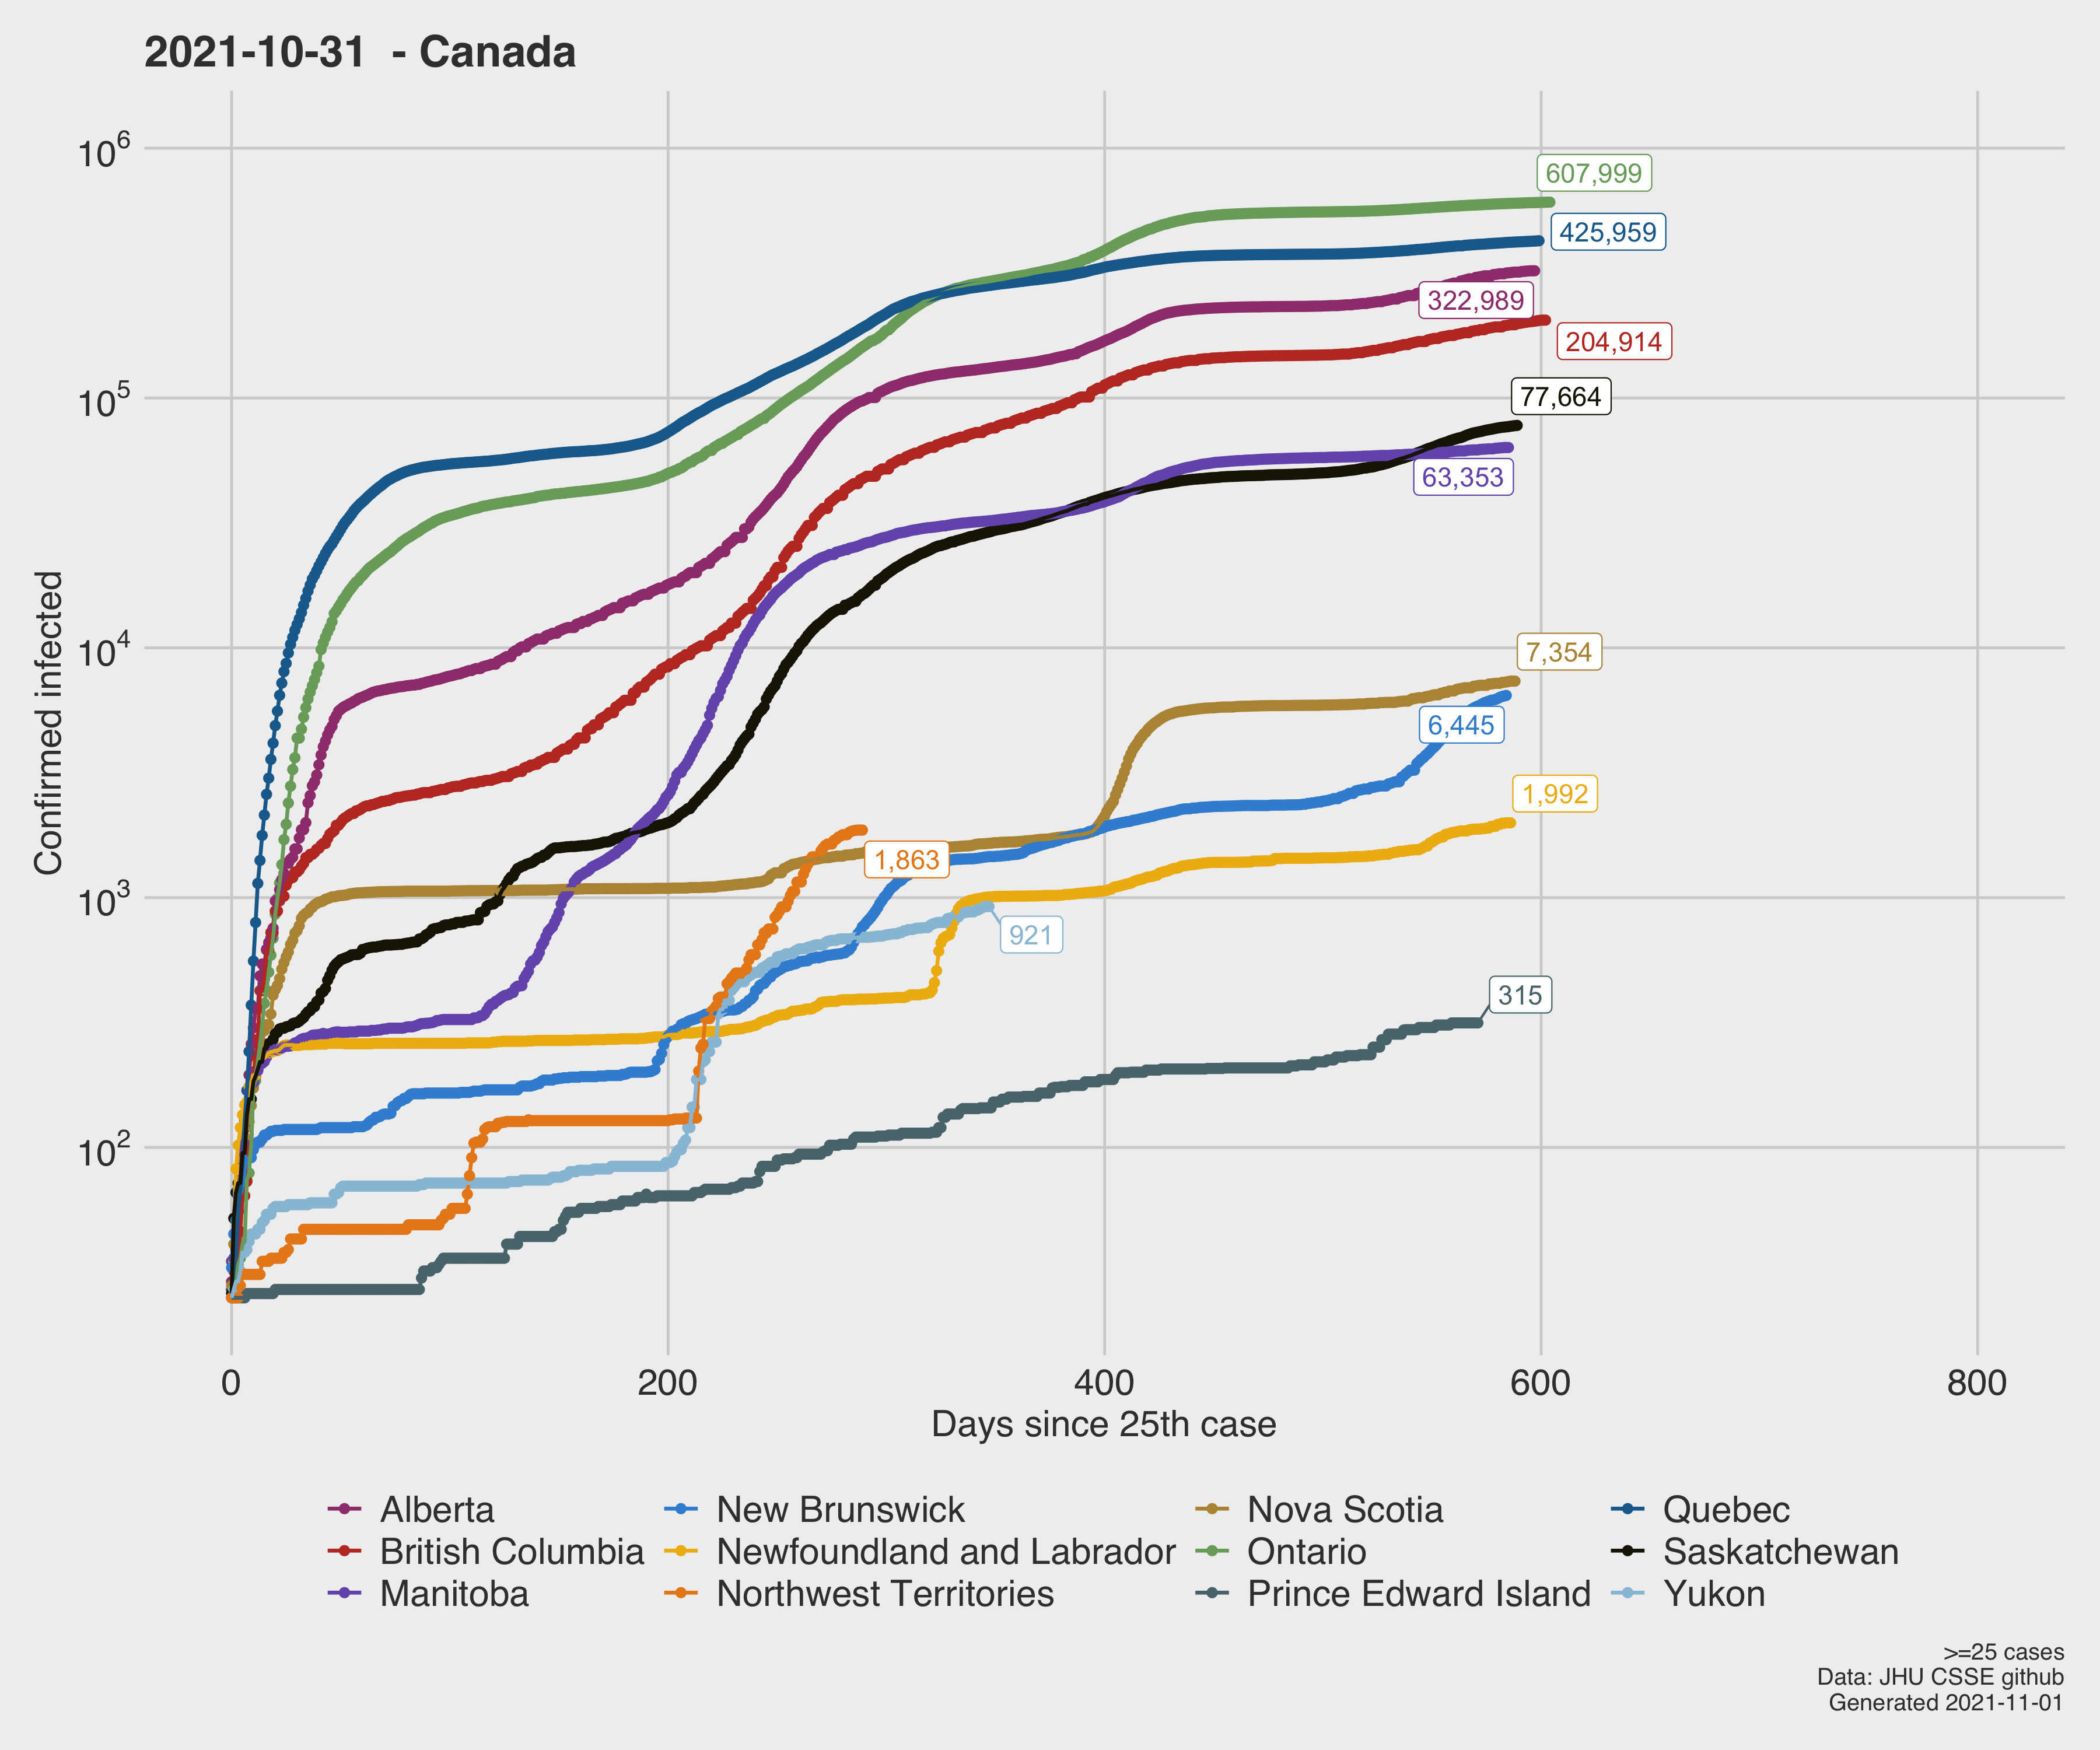 2021-10-31 - Canada
10^6
10^5
10^4
10^3
10^2
Confirmed infected
607,999
425,959
322,989
204,914
77,664
63,353
7,354
6,445
1,992
1,863
921
315
0 200 400 600 800
Days since 25th case
Alberta New Brunswick Nova Scotia Quebec
British Columbia Newfoundland and Labrador Ontario Saskatchewan
Manitoba Northwest Territories Prince Edward Island Yukon
>=25 cases
Data: JHU CSSE github
Generated 2021-11-01